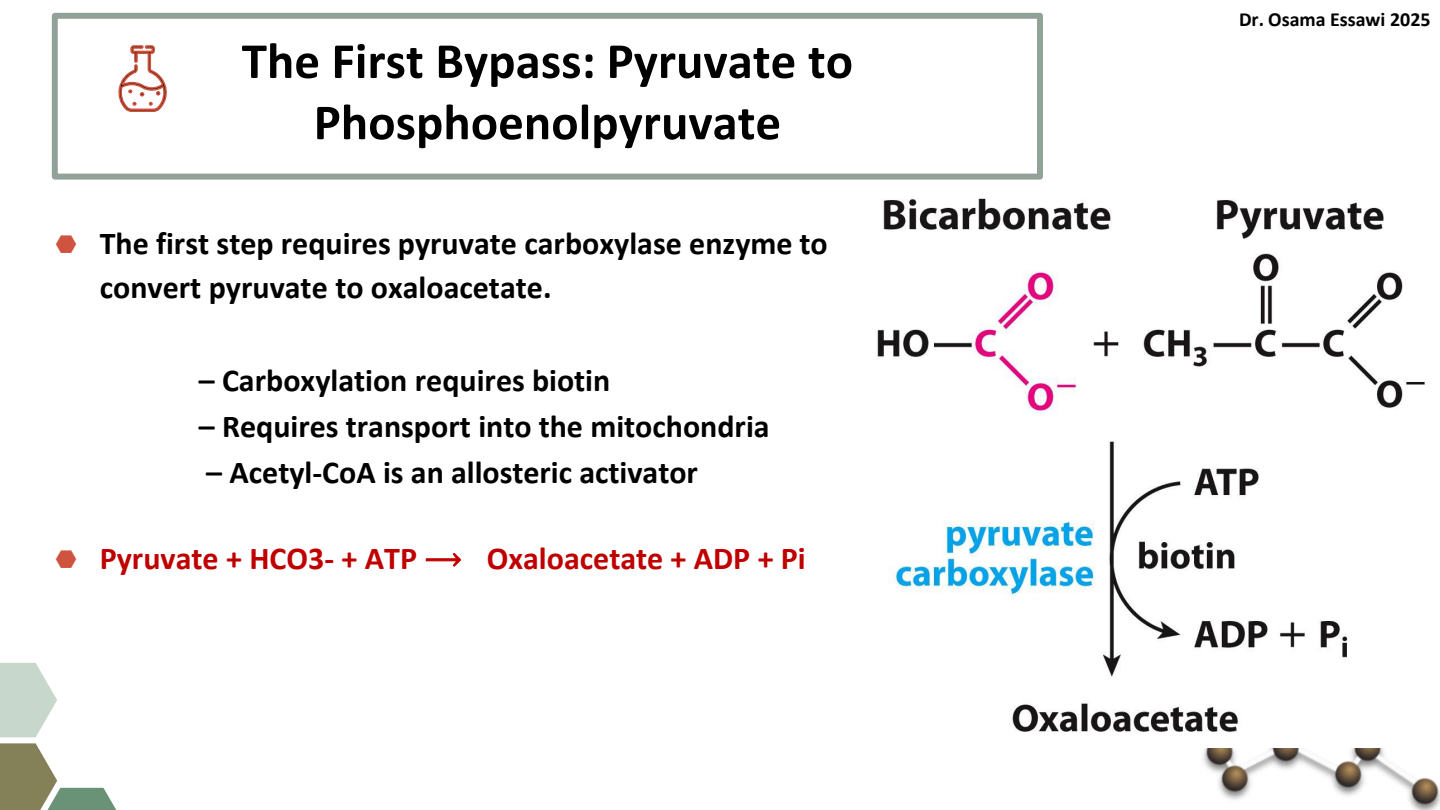 Dr. Osama Essawi 2025
The First Bypass: Pyruvate to
Phosphoenolpyruvate
The first step requires pyruvate carboxylase enzyme to
convert pyruvate to oxaloacetate.
– Carboxylation requires biotin
– Requires transport into the mitochondria
– Acetyl-CoA is an allosteric activator
Pyruvate + HCO3- + ATP ⟶ Oxaloacetate + ADP + Pi
Bicarbonate Pyruvate
O
O O
HO—C + CH₃—C—C
O⁻ O⁻
ATP
pyruvate
biotin
carboxylase
ADP + Pᵢ
Oxaloacetate